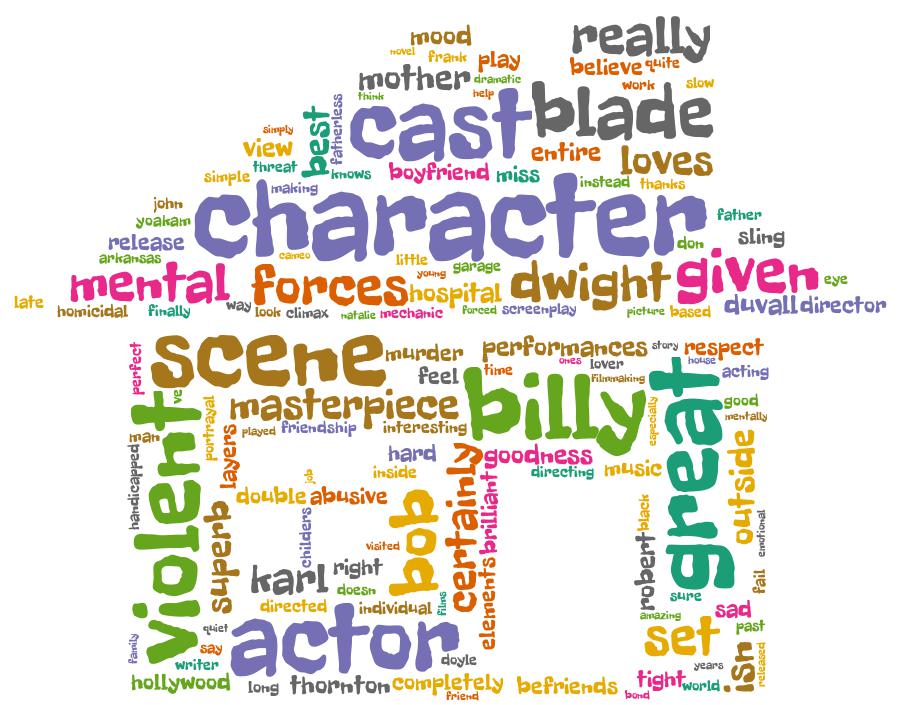 mood
really
novel
frank
play
believe
quite
mother
dramatic
work
slow
think
help
cast
blade
best
fatherless
simply
view
entire
loves
threat
knows
boyfriend
miss
simple
making
instead
thanks
john
character
yoakam
father
release
don
sling
arkansas
cameo
little
young
garage
mental
forces
hospital
dwight
given
eye
late
homicidal
finally
way
look
climax
natalie
mechanic
forced
screenplay
picture
based
duvall
director
perfect
scene
murder
performances
story
respect
feel
time
ones
lover
filmmaking
house
acting
great
violent
ve
portrayal
masterpiece
billy
especially
good
mentally
man
layers
played
friendship
interesting
handicapped
hard
certainly
goodness
outside
inside
directing
music
job
double
abusive
brilliant
superb
childers
bob
black
emotional
visited
robert
karl
right
elements
doesn
sure
fail
directed
individual
films
amazing
sad
quiet
actor
set
past
family
say
writer
doyle
isn
released
years
hollywood
long
thornton
completely
befriends
tight
world
friend
bond